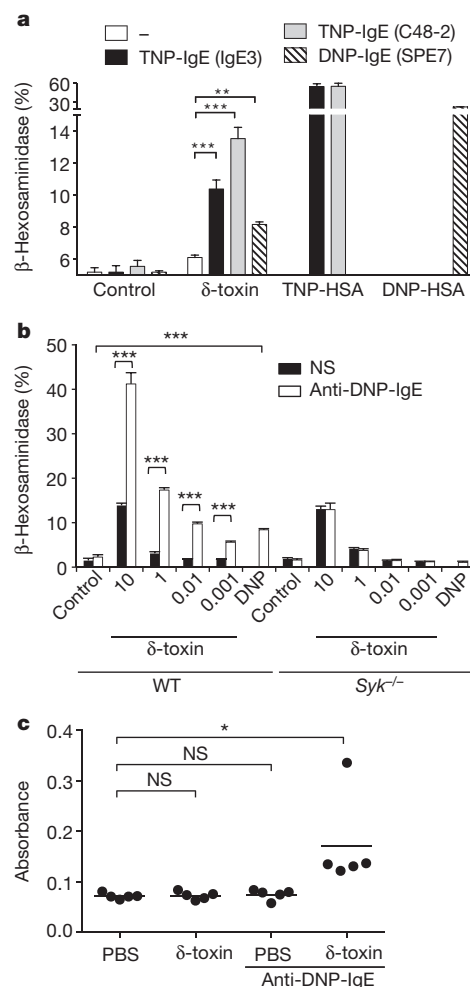 a
–
TNP-IgE (IgE3)
TNP-IgE (C48-2)
DNP-IgE (SPE7)
β-Hexosaminidase (%)
60
30
14
12
10
8
6
***
***
**
Control
δ-toxin
TNP-HSA
DNP-HSA
b
β-Hexosaminidase (%)
50
40
30
20
10
0
***
***
***
***
***
NS
Anti-DNP-IgE
Control
10
1
0.01
0.001
DNP
Control
10
1
0.01
0.001
DNP
δ-toxin
δ-toxin
WT
Syk–/–
c
Absorbance
0.4
0.3
0.2
0.1
0.0
*
NS
NS
PBS
δ-toxin
PBS
δ-toxin
Anti-DNP-IgE